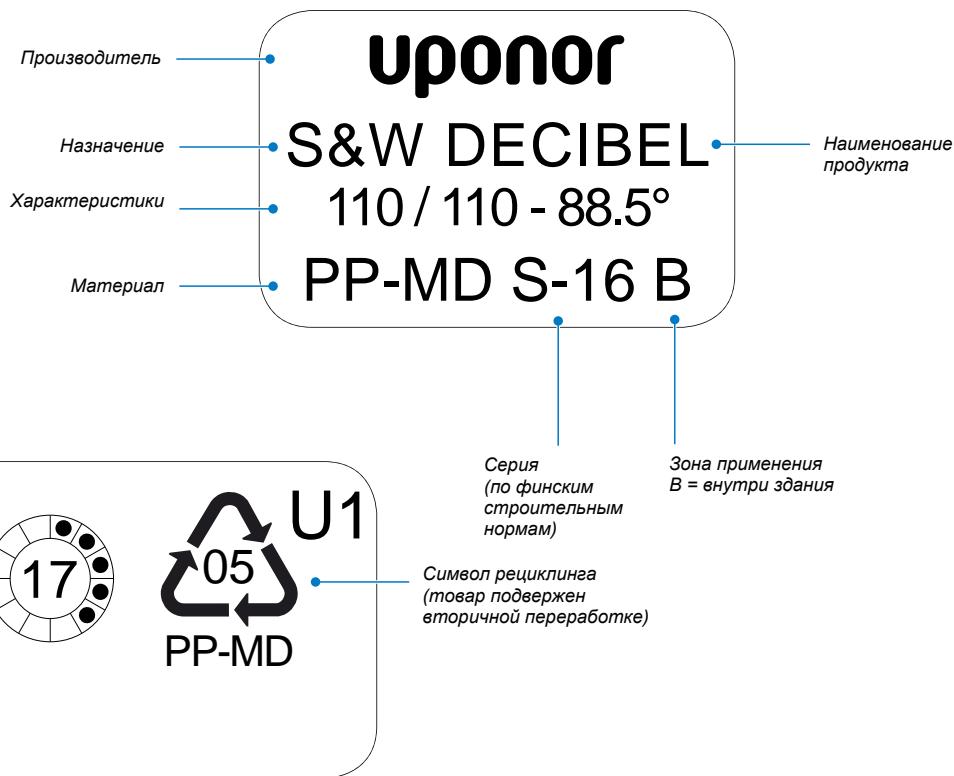 Производитель
uponor
Назначение
S&W DECIBEL
Наименование
продукта
Характеристики
110 / 110 - 88.5°
Материал
PP-MD S-16 B
Серия
(по финским
строительным
нормам)
Зона применения
B = внутри здания
17
05
U1
PP-MD
Символ рециклинга
(товар подвержен
вторичной переработке)